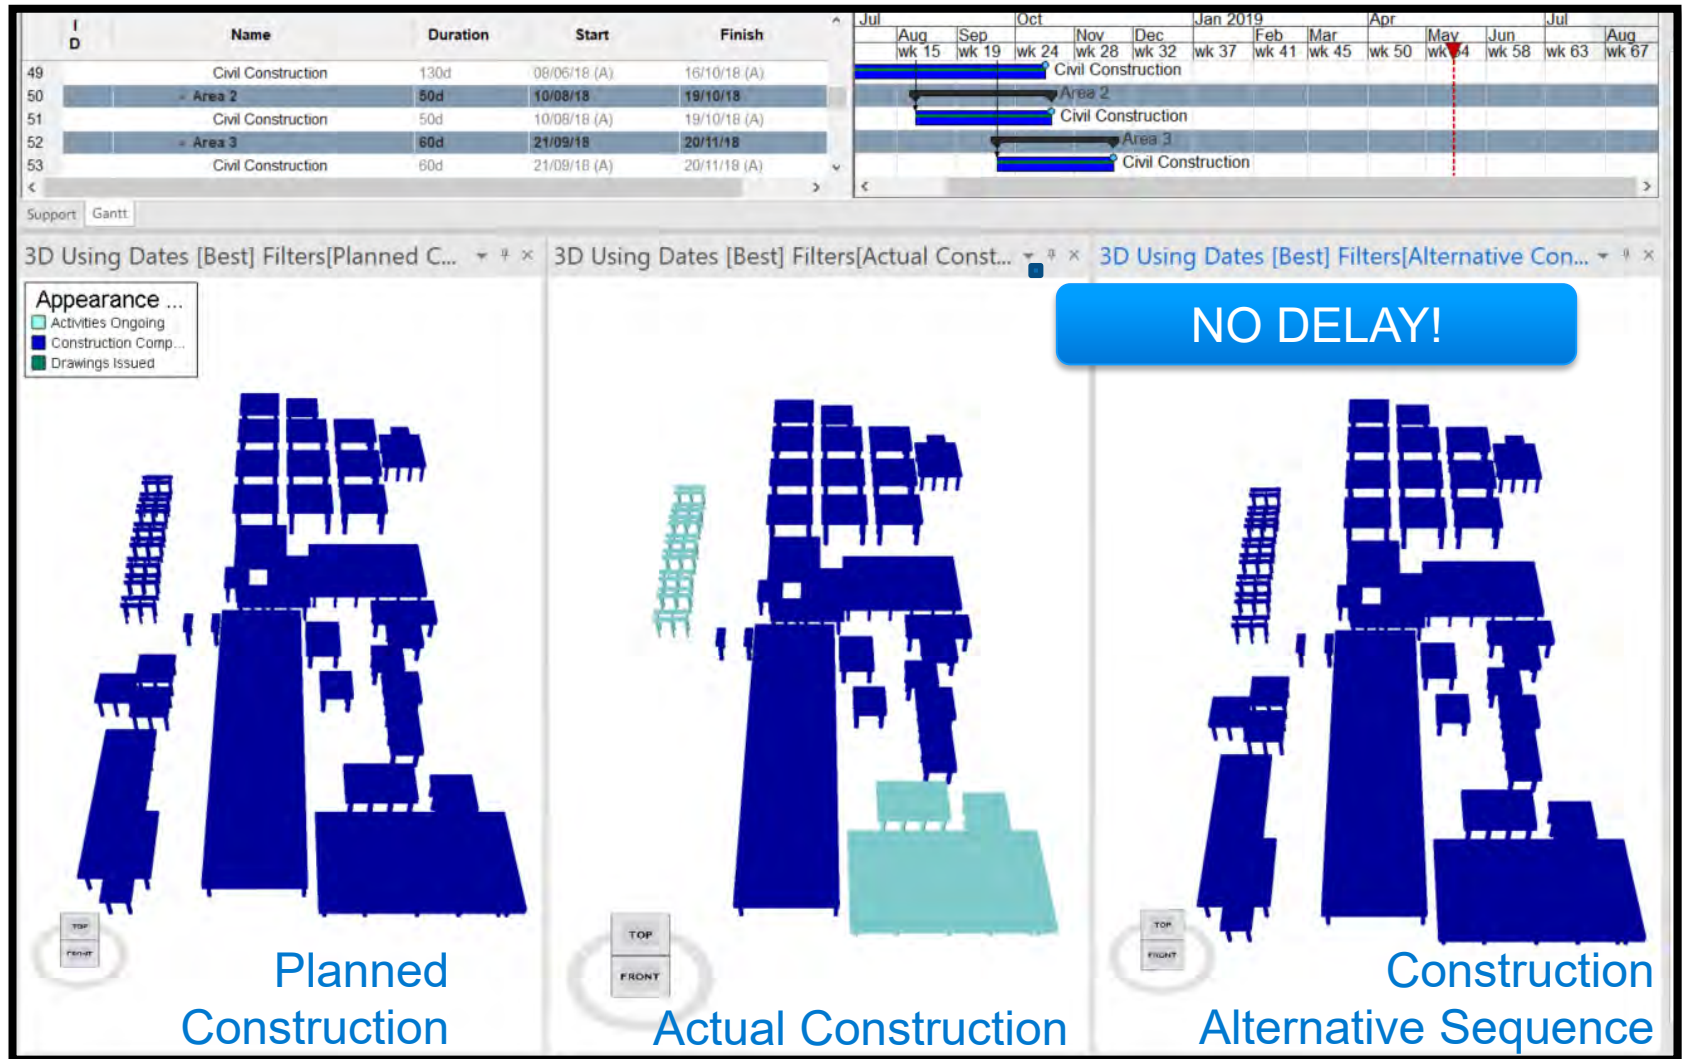 I
D Name Duration Start Finish
Jul Oct Jan 2019 Apr Jul
Aug Sep Nov Dec Feb Mar May Jun Aug
wk 15 wk 19 wk 24 wk 28 wk 32 wk 37 wk 41 wk 45 wk 50 wk 58 wk 63 wk 67
49 Civil Construction 130d 08/06/18 (A) 16/10/18 (A) Civil Construction
50 Area 2 50d 10/08/18 19/10/18 Area 2
51 Civil Construction 50d 10/08/18 (A) 19/10/18 (A) Civil Construction
52 Area 3 60d 21/09/18 20/11/18 Area 3
53 Civil Construction 60d 21/09/18 (A) 20/11/18 (A) Civil Construction
Support Gantt
3D Using Dates [Best] Filters[Planned C...
3D Using Dates [Best] Filters[Actual Const...
3D Using Dates [Best] Filters[Alternative Con...
Appearance ...
Activities Ongoing
Construction Comp...
Drawings Issued
NO DELAY!
TOP
FRONT
TOP
FRONT
TOP
FRONT
Planned
Construction
Actual Construction
Construction
Alternative Sequence